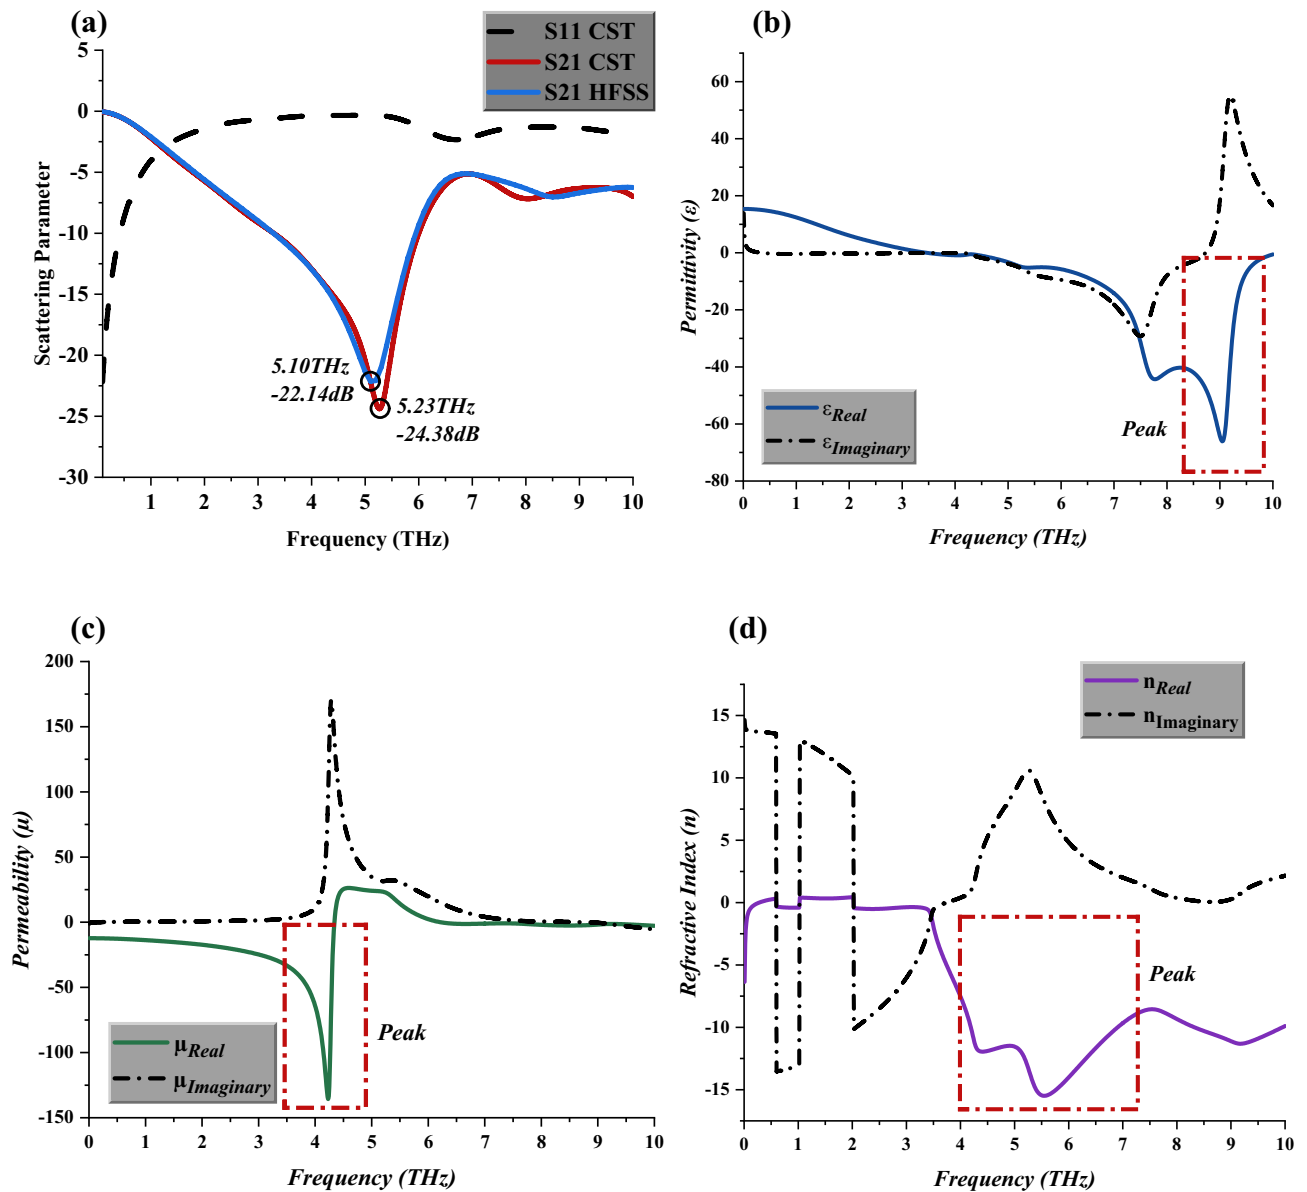 (a)
S11 CST
S21 CST
S21 HFSS
5
0
-5
-10
-15
-20
-25
-30
Scattering Parameter
5.10THz
-22.14dB
5.23THz
-24.38dB
1 2 3 4 5 6 7 8 9 10
Frequency (THz)
(b)
60
40
20
0
-20
-40
-60
-80
Permittivity (ε)
εReal
εImaginary
Peak
0 1 2 3 4 5 6 7 8 9 10
Frequency (THz)
(c)
200
150
100
50
0
-50
-100
-150
Permeability (μ)
μReal
μImaginary
Peak
0 1 2 3 4 5 6 7 8 9 10
Frequency (THz)
(d)
nReal
nImaginary
15
10
5
0
-5
-10
-15
Refractive Index (n)
Peak
0 1 2 3 4 5 6 7 8 9 10
Frequency (THz)